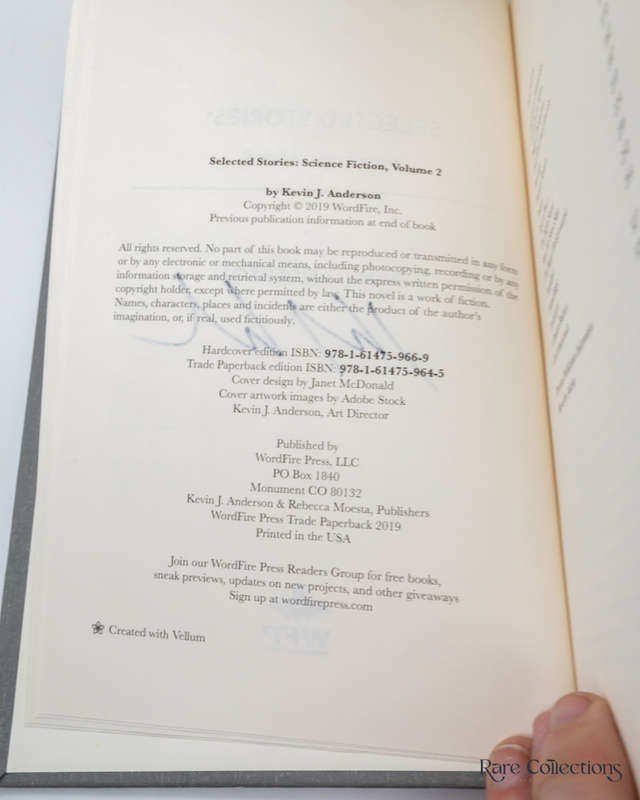 Selected Stories: Science Fiction, Volume 2
by Kevin J. Anderson
Copyright © 2019 WordFire, Inc.
Previous publication information at end of book
All rights reserved. No part of this book may be reproduced or transmitted in any form
or by any electronic or mechanical means, including photocopying, recording or by any
information storage and retrieval system, without the express written permission of the
copyright holder, except where permitted by law. This novel is a work of fiction.
Names, characters, places and incidents are either the product of the author's
imagination, or, if real, used fictitiously.
Hardcover edition ISBN: 978-1-61475-966-9
Trade Paperback edition ISBN: 978-1-61475-964-5
Cover design by Janet McDonald
Cover artwork images by Adobe Stock
Kevin J. Anderson, Art Director
Published by
WordFire Press, LLC
PO Box 1840
Monument CO 80132
Kevin J. Anderson & Rebecca Moesta, Publishers
WordFire Press Trade Paperback 2019
Printed in the USA
Join our WordFire Press Readers Group for free books,
sneak previews, updates on new projects, and other giveaways
Sign up at wordfirepress.com
Created with Vellum
Rare Collections